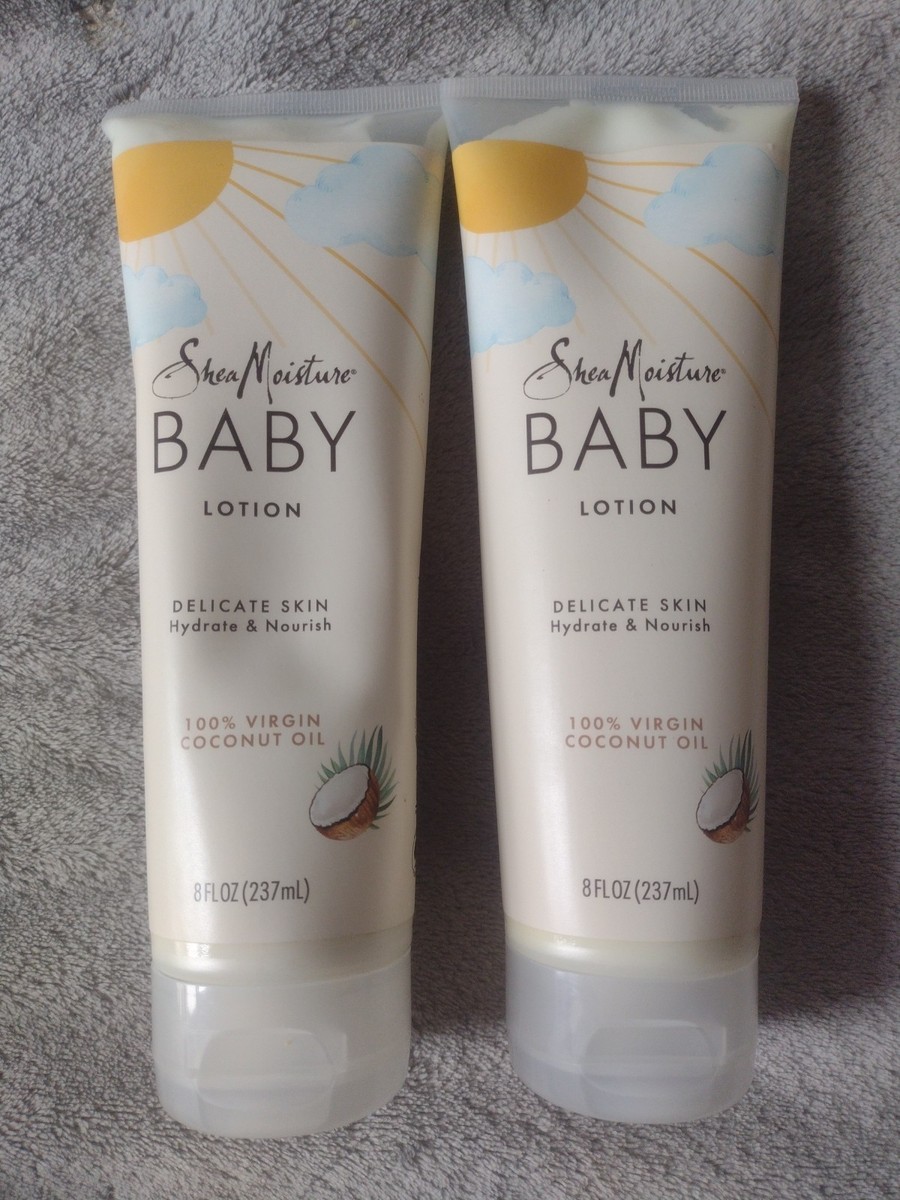 SheaMoisture®
BABY
LOTION
DELICATE SKIN
Hydrate & Nourish
100% VIRGIN
COCONUT OIL
8 FL OZ (237mL)
SheaMoisture®
BABY
LOTION
DELICATE SKIN
Hydrate & Nourish
100% VIRGIN
COCONUT OIL
8 FL OZ (237mL)